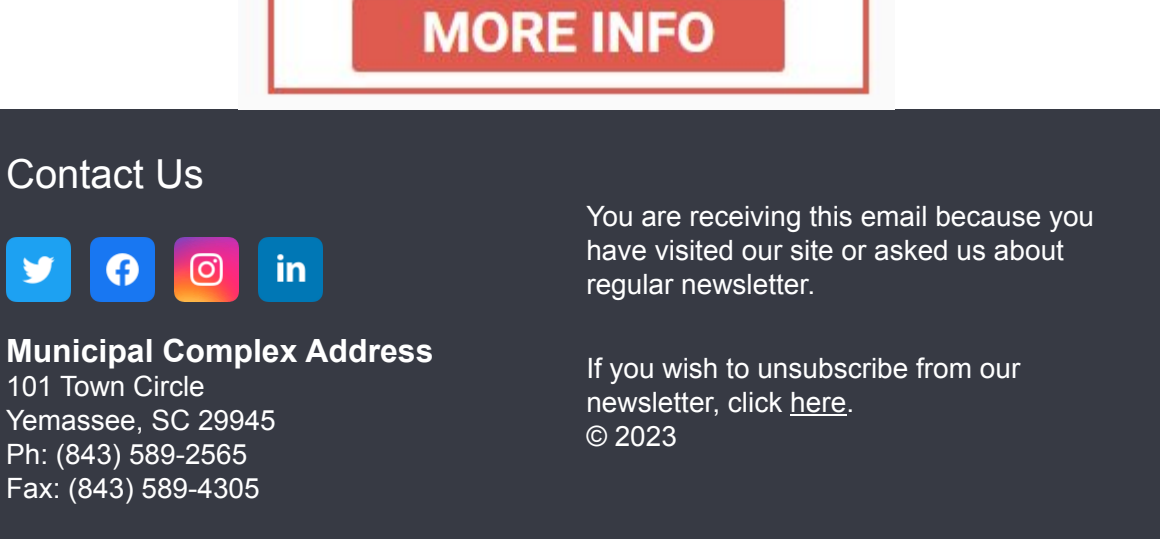 MORE INFO
Contact Us
in
Municipal Complex Address
101 Town Circle
Yemassee, SC 29945
Ph: (843) 589-2565
Fax: (843) 589-4305
You are receiving this email because you
have visited our site or asked us about
regular newsletter.
If you wish to unsubscribe from our
newsletter, click here.
© 2023